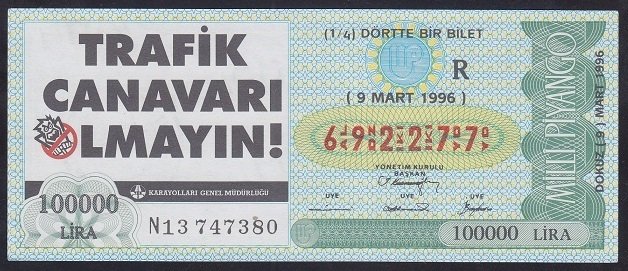 TRAFİK
CANAVARI
OLMAYIN!
KARAYOLLARI GENEL MÜDÜRLÜĞÜ
100000
LİRA
N13 747380
(1/4) DÖRTTE BİR BİLET
MP
R
( 9 MART 1996 )
692277
YÖNETİM KURULU
BAŞKAN
ÜYE
ÜYE
ÜYE
100000 LİRA
MİLLİ PİYANGO
DOKUZ ( 9 ) MART 1996